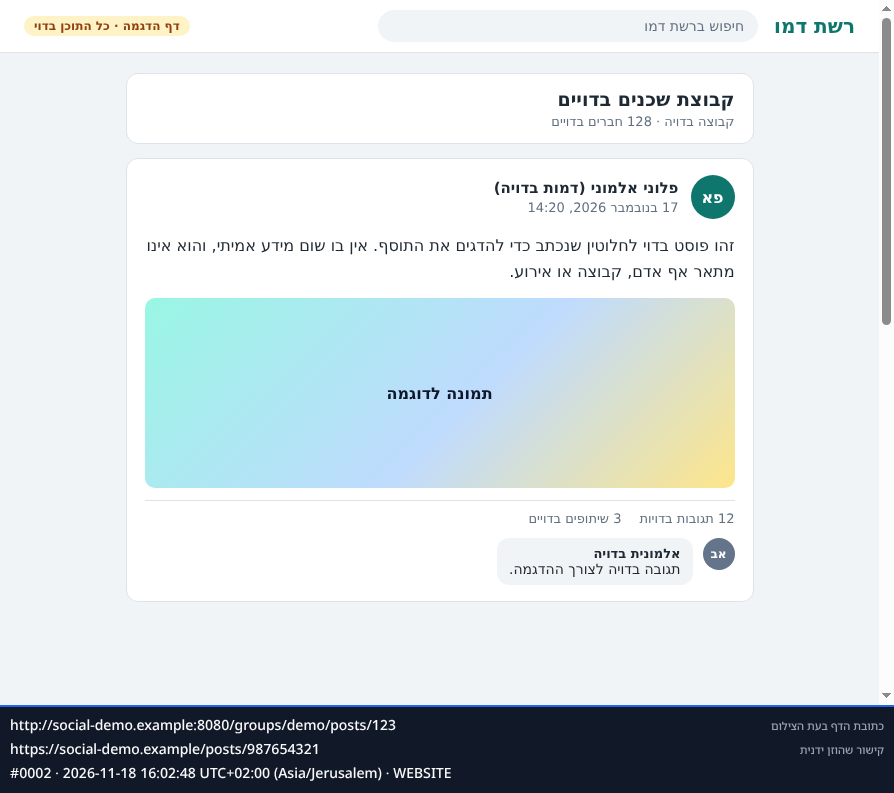 רשת דמו
חיפוש ברשת דמו
דף הדגמה · כל התוכן בדוי
קבוצת שכנים בדויים
קבוצה בדויה · 128 חברים בדויים
פא
פלוני אלמוני (דמות בדויה)
17 בנובמבר 2026, 14:20
זהו פוסט בדוי לחלוטין שנכתב כדי להדגים את התוסף. אין בו שום מידע אמיתי, והוא אינו
מתאר אף אדם, קבוצה או אירוע.
תמונה לדוגמה
12 תגובות בדויות 3 שיתופים בדויים
אב
אלמונית בדויה
תגובה בדויה לצורך ההדגמה.
כתובת הדף בעת הצילום
http://social-demo.example:8080/groups/demo/posts/123
קישור שהוזן ידנית
https://social-demo.example/posts/987654321
#0002 · 2026-11-18 16:02:48 UTC+02:00 (Asia/Jerusalem) · WEBSITE